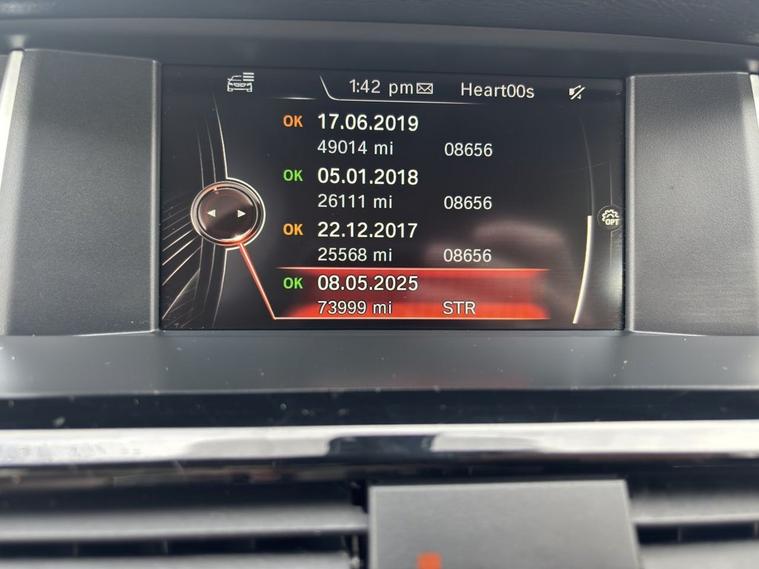 1:42 pm Heart00s
OK 17.06.2019
49014 mi 08656
OK 05.01.2018
26111 mi 08656
OK 22.12.2017
25568 mi 08656
OPT
OK 08.05.2025
73999 mi STR